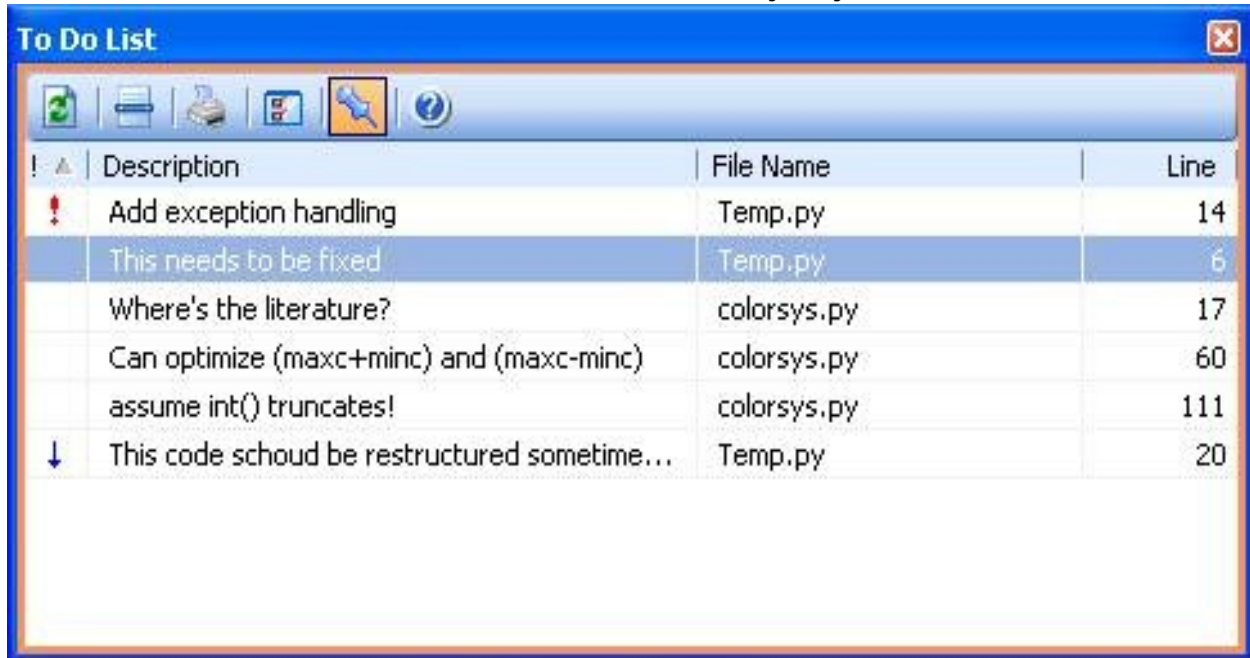 To Do List
! Description File Name Line
Add exception handling Temp.py 14
This needs to be fixed Temp.py 6
Where's the literature? colorsys.py 17
Can optimize (maxc+minc) and (maxc-minc) colorsys.py 60
assume int() truncates! colorsys.py 111
This code schoud be restructured sometime... Temp.py 20